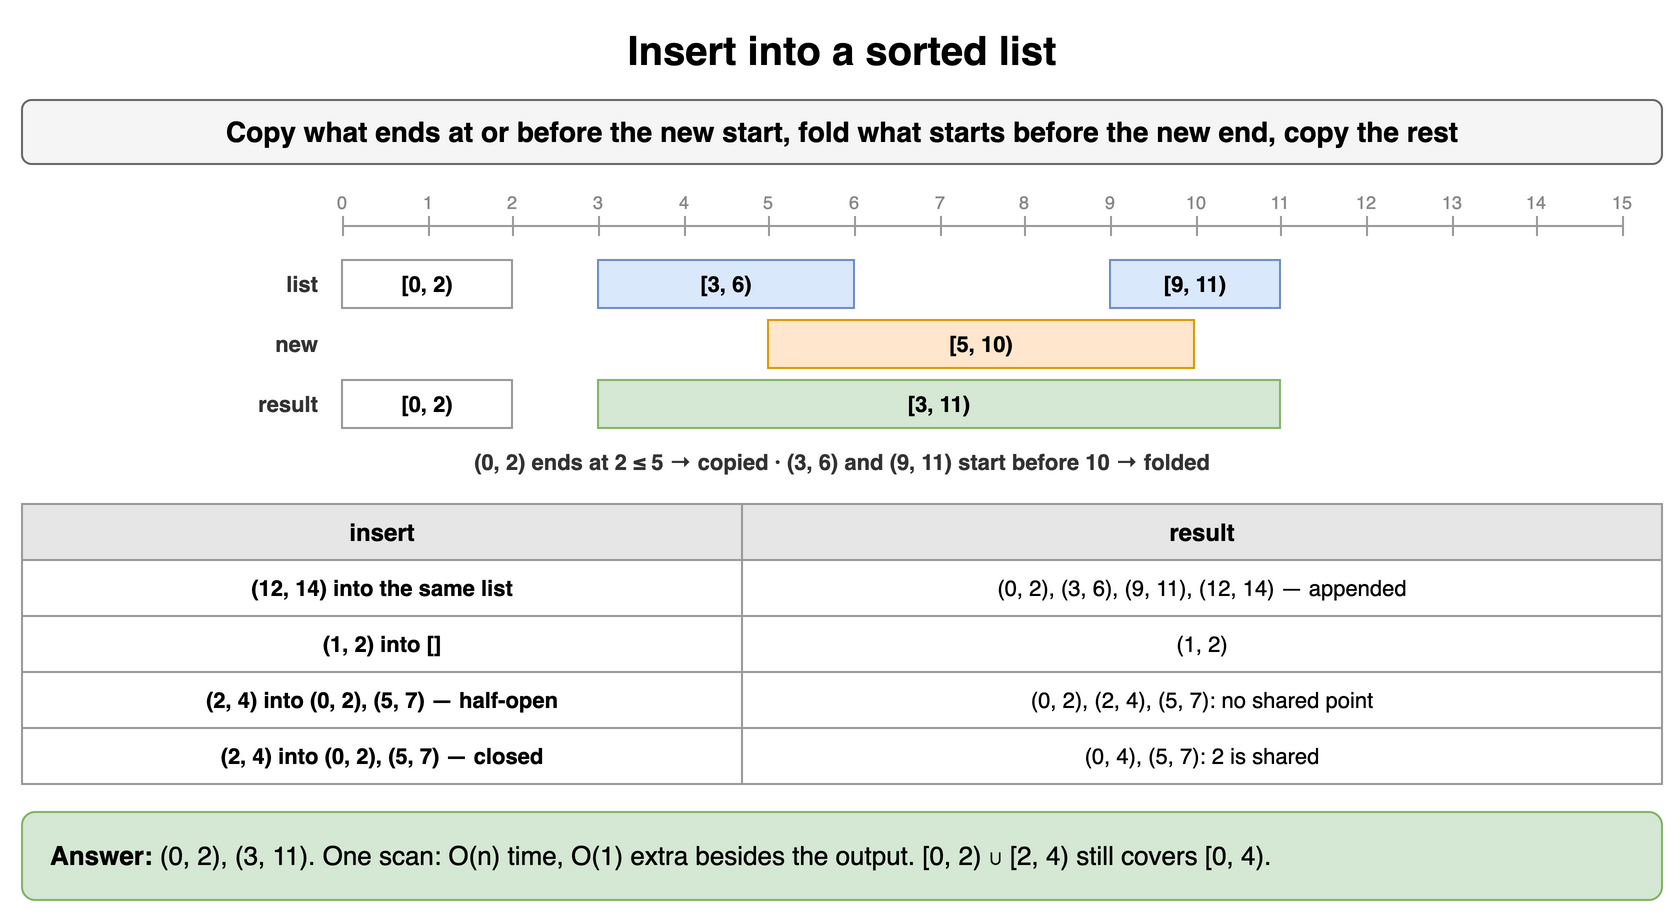 Insert into a sorted list
Copy what ends at or before the new start, fold what starts before the new end, copy the rest
0 1 2 3 4 5 6 7 8 9 10 11 12 13 14 15
list [0, 2) [3, 6) [9, 11)
new [5, 10)
result [0, 2) [3, 11)
(0, 2) ends at 2 ≤ 5 → copied · (3, 6) and (9, 11) start before 10 → folded
insert result
(12, 14) into the same list (0, 2), (3, 6), (9, 11), (12, 14) — appended
(1, 2) into [] (1, 2)
(2, 4) into (0, 2), (5, 7) — half-open (0, 2), (2, 4), (5, 7): no shared point
(2, 4) into (0, 2), (5, 7) — closed (0, 4), (5, 7): 2 is shared
Answer: (0, 2), (3, 11). One scan: O(n) time, O(1) extra besides the output. [0, 2) ∪ [2, 4) still covers [0, 4).